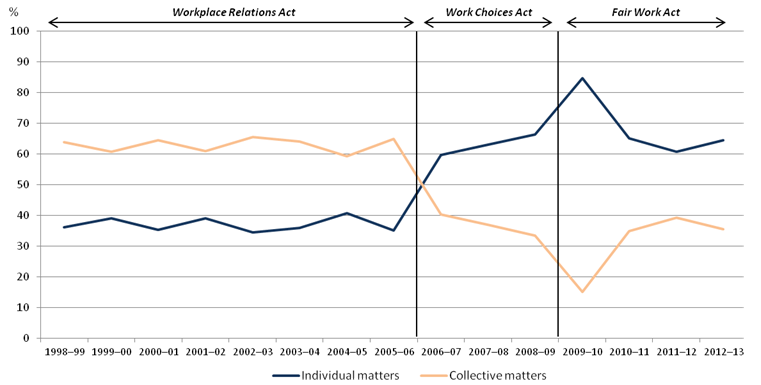 %
Workplace Relations Act
Work Choices Act
Fair Work Act
100
90
80
70
60
50
40
30
20
10
0
1998–99 1999–00 2000–01 2001–02 2002–03 2003–04 2004–05 2005–06 2006–07 2007–08 2008–09 2009–10 2010–11 2011–12 2012–13
Individual matters Collective matters